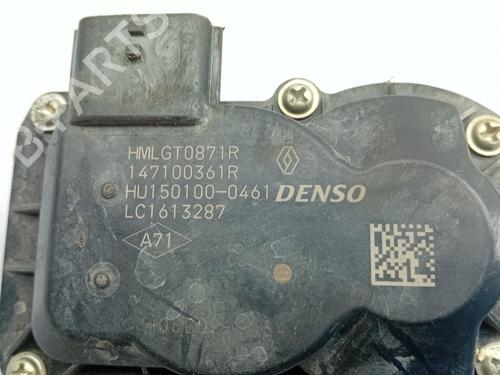 B-PARTS
HMLGT0871R
147100361R
HU150100-0461 DENSO
LC1613287
A71